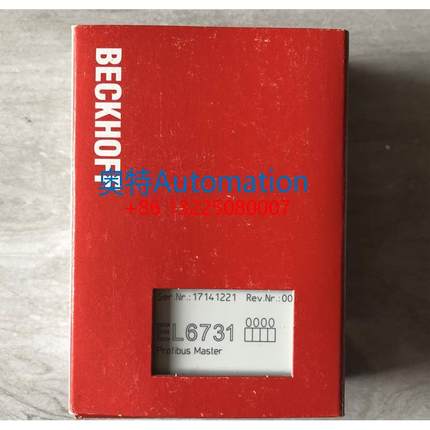 BECKHOFF
奥特Automation
+86 15225080007
Ser.Nr.:17141221 Rev.Nr.:00
EL6731 0000
Profibus Master